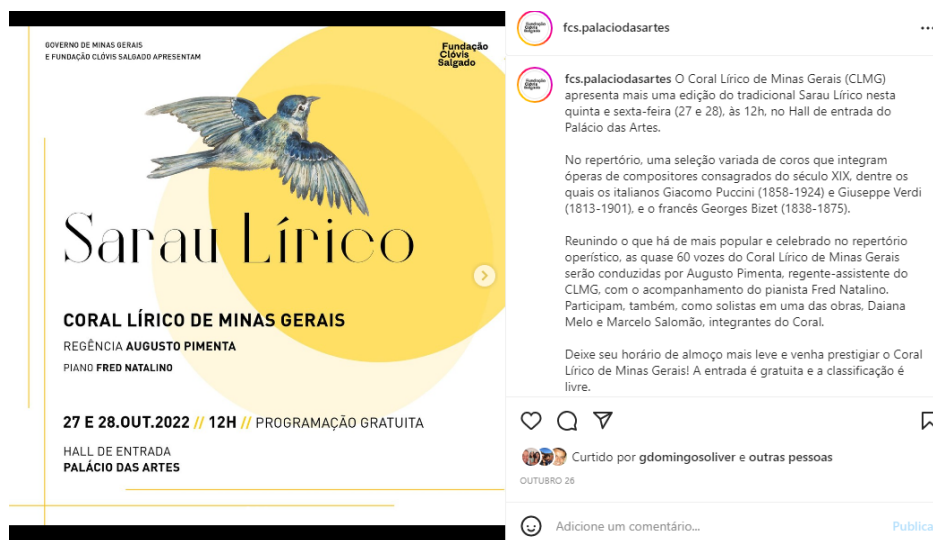 GOVERNO DE MINAS GERAIS
E FUNDAÇÃO CLÓVIS SALGADO APRESENTAM
Fundação
Clóvis
Salgado
Sarau Lírico
CORAL LÍRICO DE MINAS GERAIS
REGÊNCIA AUGUSTO PIMENTA
PIANO FRED NATALINO
27 E 28.OUT.2022 // 12H // PROGRAMAÇÃO GRATUITA
HALL DE ENTRADA
PALÁCIO DAS ARTES
Fundação
Clóvis
Salgado
fcs.palaciodasartes
Fundação
Clóvis
Salgado
fcs.palaciodasartes O Coral Lírico de Minas Gerais (CLMG)
apresenta mais uma edição do tradicional Sarau Lírico nesta
quinta e sexta-feira (27 e 28), às 12h, no Hall de entrada do
Palácio das Artes.
No repertório, uma seleção variada de coros que integram
óperas de compositores consagrados do século XIX, dentre os
quais os italianos Giacomo Puccini (1858-1924) e Giuseppe Verdi
(1813-1901), e o francês Georges Bizet (1838-1875).
Reunindo o que há de mais popular e celebrado no repertório
operístico, as quase 60 vozes do Coral Lírico de Minas Gerais
serão conduzidas por Augusto Pimenta, regente-assistente do
CLMG, com o acompanhamento do pianista Fred Natalino.
Participam, também, como solistas em uma das obras, Daiana
Melo e Marcelo Salomão, integrantes do Coral.
Deixe seu horário de almoço mais leve e venha prestigiar o Coral
Lírico de Minas Gerais! A entrada é gratuita e a classificação é
livre.
Curtido por gdomingosoliver e outras pessoas
OUTUBRO 26
Adicione um comentário...
Publica